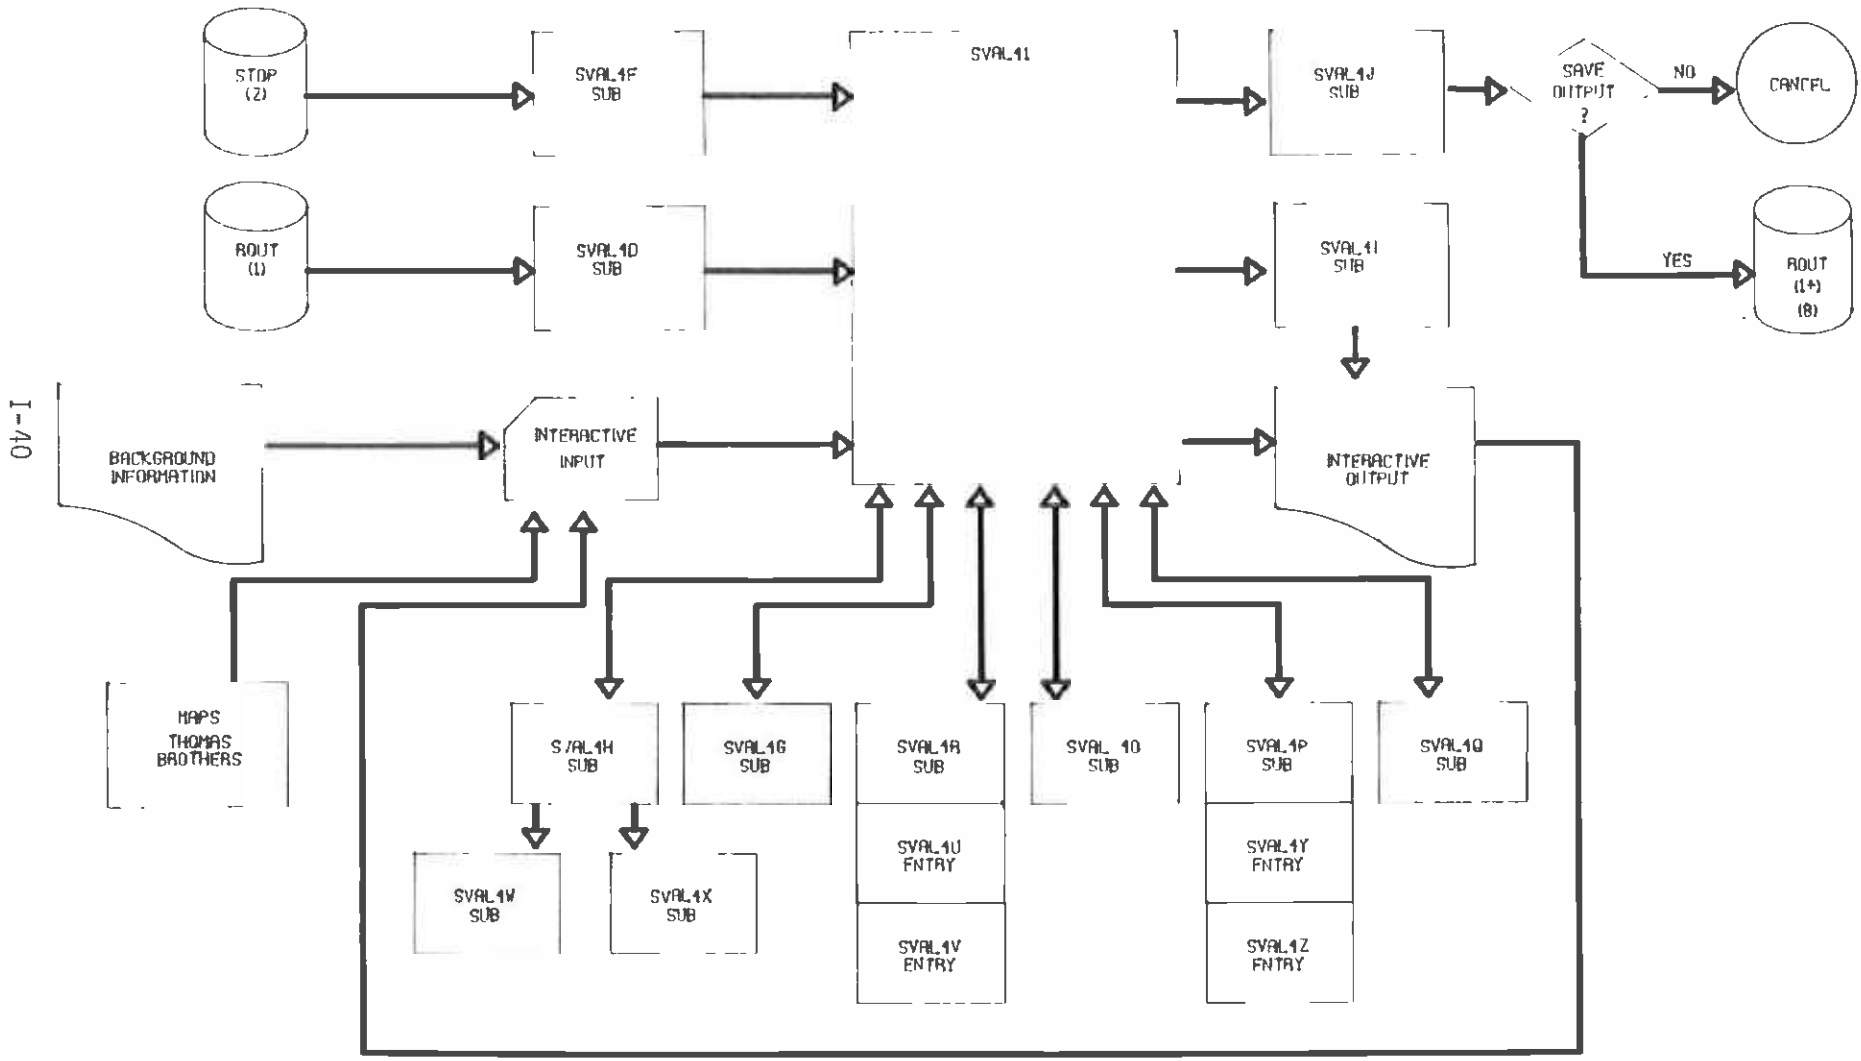 STOP
(2)
SVAL4F
SUB
SVAL41
SVAL4J
SUB
SAVE
OUTPUT
?
NO
CANCEL
ROUT
(1)
SVAL4D
SUB
SVAL4I
SUB
YES
ROUT
(1+)
(8)
I-40
BACKGROUND
INFORMATION
INTERACTIVE
INPUT
INTERACTIVE
OUTPUT
MAPS
THOMAS
BROTHERS
SVAL4H
SUB
SVAL4G
SUB
SVAL4R
SUB
SVAL 4O
SUB
SVAL4P
SUB
SVAL4Q
SUB
SVAL4U
ENTRY
SVAL4Y
ENTRY
SVAL4W
SUB
SVAL4X
SUB
SVAL4V
ENTRY
SVAL4Z
ENTRY